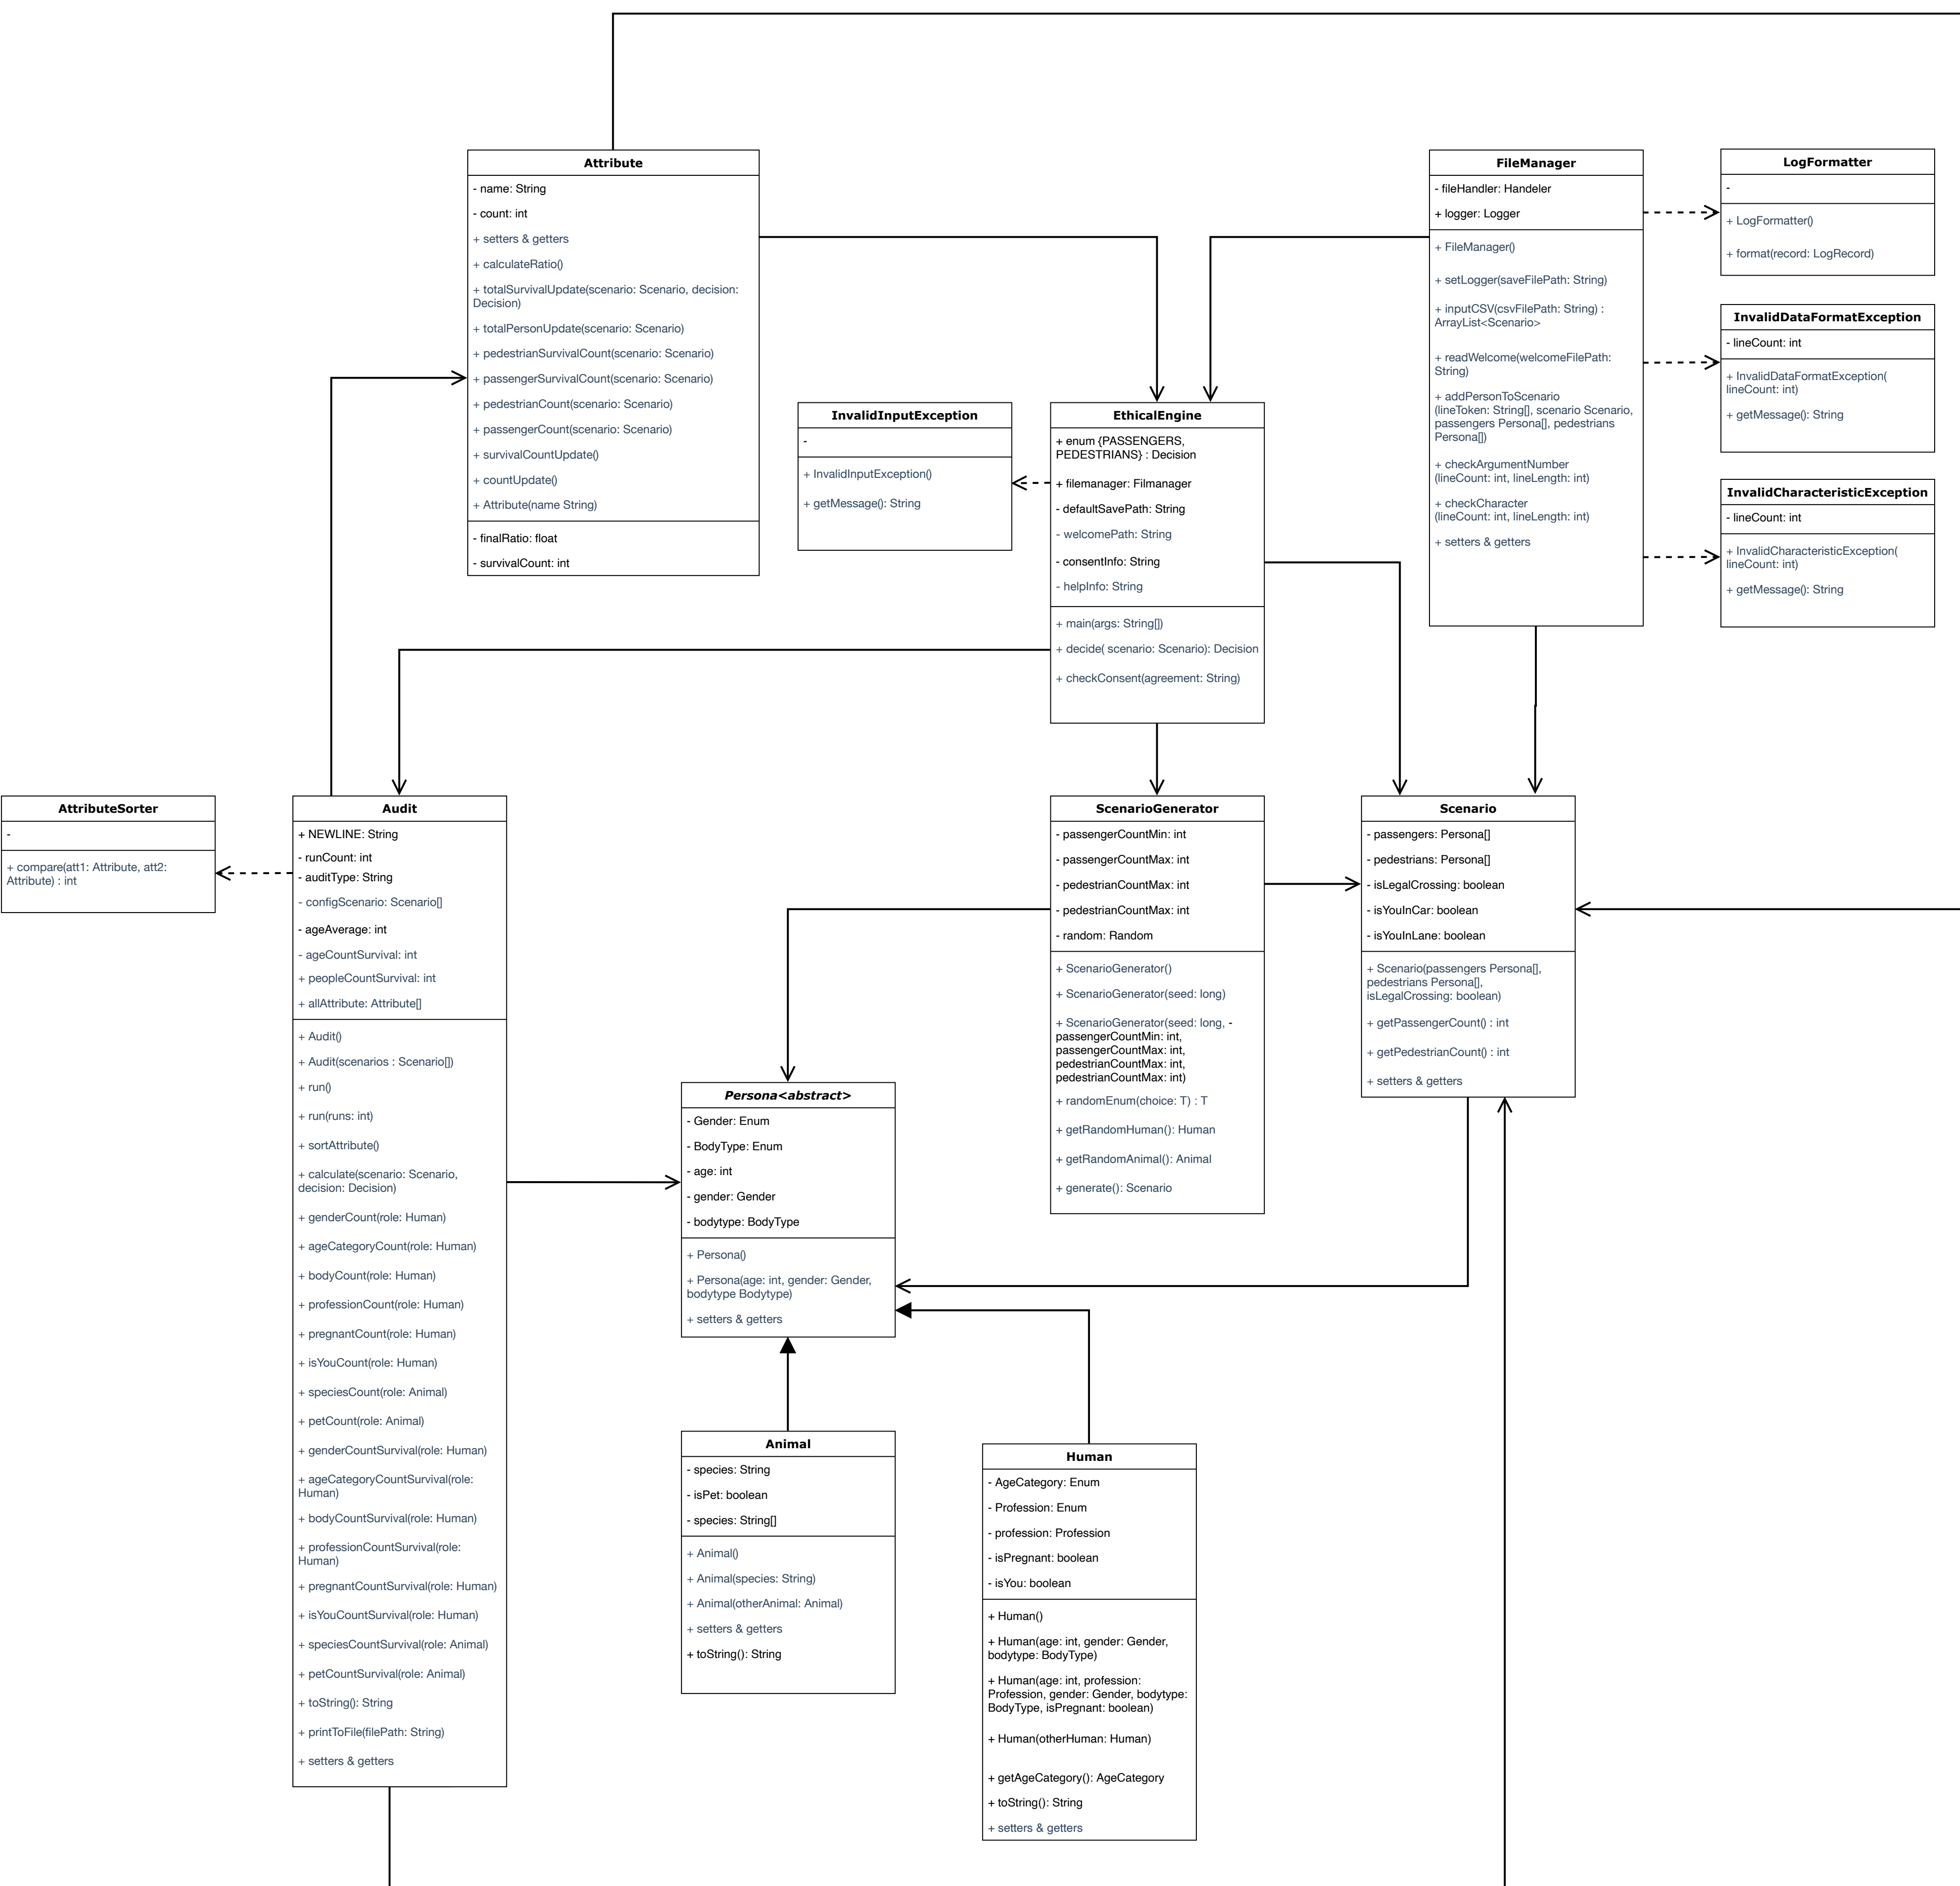 Attribute
- name: String
- count: int
+ setters & getters
+ calculateRatio()
+ totalSurvivalUpdate(scenario: Scenario, decision:
Decision)
+ totalPersonUpdate(scenario: Scenario)
+ pedestrianSurvivalCount(scenario: Scenario)
+ passengerSurvivalCount(scenario: Scenario)
+ pedestrianCount(scenario: Scenario)
+ passengerCount(scenario: Scenario)
+ survivalCountUpdate()
+ countUpdate()
+ Attribute(name String)
- finalRatio: float
- survivalCount: int
FileManager
- fileHandler: Handeler
+ logger: Logger
+ FileManager()
+ setLogger(saveFilePath: String)
+ inputCSV(csvFilePath: String) :
ArrayList<Scenario>
+ readWelcome(welcomeFilePath:
String)
+ addPersonToScenario
(lineToken: String[], scenario Scenario,
passengers Persona[], pedestrians
Persona[])
+ checkArgumentNumber
(lineCount: int, lineLength: int)
+ checkCharacter
(lineCount: int, lineLength: int)
+ setters & getters
LogFormatter
-
+ LogFormatter()
+ format(record: LogRecord)
InvalidDataFormatException
- lineCount: int
+ InvalidDataFormatException(
lineCount: int)
+ getMessage(): String
InvalidCharacteristicException
- lineCount: int
+ InvalidCharacteristicException(
lineCount: int)
+ getMessage(): String
InvalidInputException
-
+ InvalidInputException()
+ getMessage(): String
EthicalEngine
+ enum {PASSENGERS,
PEDESTRIANS} : Decision
+ filemanager: Filmanager
- defaultSavePath: String
- welcomePath: String
- consentInfo: String
- helpInfo: String
+ main(args: String[])
+ decide( scenario: Scenario): Decision
+ checkConsent(agreement: String)
AttributeSorter
-
+ compare(att1: Attribute, att2:
Attribute) : int
Audit
+ NEWLINE: String
- runCount: int
- auditType: String
- configScenario: Scenario[]
- ageAverage: int
- ageCountSurvival: int
+ peopleCountSurvival: int
+ allAttribute: Attribute[]
+ Audit()
+ Audit(scenarios : Scenario[])
+ run()
+ run(runs: int)
+ sortAttribute()
+ calculate(scenario: Scenario,
decision: Decision)
+ genderCount(role: Human)
+ ageCategoryCount(role: Human)
+ bodyCount(role: Human)
+ professionCount(role: Human)
+ pregnantCount(role: Human)
+ isYouCount(role: Human)
+ speciesCount(role: Animal)
+ petCount(role: Animal)
+ genderCountSurvival(role: Human)
+ ageCategoryCountSurvival(role:
Human)
+ bodyCountSurvival(role: Human)
+ professionCountSurvival(role:
Human)
+ pregnantCountSurvival(role: Human)
+ isYouCountSurvival(role: Human)
+ speciesCountSurvival(role: Animal)
+ petCountSurvival(role: Animal)
+ toString(): String
+ printToFile(filePath: String)
+ setters & getters
ScenarioGenerator
- passengerCountMin: int
- passengerCountMax: int
- pedestrianCountMax: int
- pedestrianCountMax: int
- random: Random
+ ScenarioGenerator()
+ ScenarioGenerator(seed: long)
+ ScenarioGenerator(seed: long, -
passengerCountMin: int,
passengerCountMax: int,
pedestrianCountMax: int,
pedestrianCountMax: int)
+ randomEnum(choice: T) : T
+ getRandomHuman(): Human
+ getRandomAnimal(): Animal
+ generate(): Scenario
Scenario
- passengers: Persona[]
- pedestrians: Persona[]
- isLegalCrossing: boolean
- isYouInCar: boolean
- isYouInLane: boolean
+ Scenario(passengers Persona[],
pedestrians Persona[],
isLegalCrossing: boolean)
+ getPassengerCount() : int
+ getPedestrianCount() : int
+ setters & getters
Persona<abstract>
- Gender: Enum
- BodyType: Enum
- age: int
- gender: Gender
- bodytype: BodyType
+ Persona()
+ Persona(age: int, gender: Gender,
bodytype Bodytype)
+ setters & getters
Animal
- species: String
- isPet: boolean
- species: String[]
+ Animal()
+ Animal(species: String)
+ Animal(otherAnimal: Animal)
+ setters & getters
+ toString(): String
Human
- AgeCategory: Enum
- Profession: Enum
- profession: Profession
- isPregnant: boolean
- isYou: boolean
+ Human()
+ Human(age: int, gender: Gender,
bodytype: BodyType)
+ Human(age: int, profession:
Profession, gender: Gender, bodytype:
BodyType, isPregnant: boolean)
+ Human(otherHuman: Human)
+ getAgeCategory(): AgeCategory
+ toString(): String
+ setters & getters